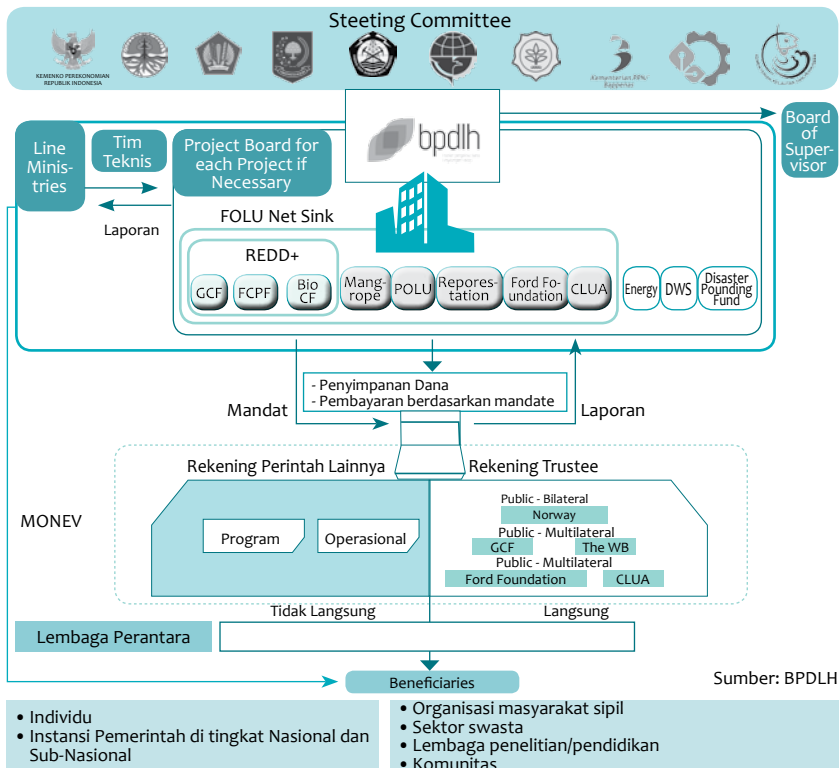 Steeting Committee
KEMENKO PEREKONOMIAN
REPUBLIK INDONESIA
Kementerian PPN/
Bappenas
Line
Minis-
tries
Tim
Teknis
Project Board for
each Project if
Necessary
bpdlh
Board
of
Super-
visor
Laporan
FOLU Net Sink
REDD+
GCF
FCPF
Bio
CF
Mang-
rope
POLU
Repores-
tation
Ford Fo-
undation
CLUA
Energy
DWS
Disaster
Pounding
Fund
- Penyimpanan Dana
- Pembayaran berdasarkan mandate
Mandat
Laporan
Rekening Perintah Lainnya
Rekening Trustee
MONEV
Program
Operasional
Public - Bilateral
Norway
Public - Multilateral
GCF
The WB
Public - Multilateral
Ford Foundation
CLUA
Tidak Langsung
Langsung
Lembaga Perantara
Beneficiaries
Sumber: BPDLH
• Individu
• Instansi Pemerintah di tingkat Nasional dan
Sub-Nasional
• Organisasi masyarakat sipil
• Sektor swasta
• Lembaga penelitian/pendidikan
• Komunitas